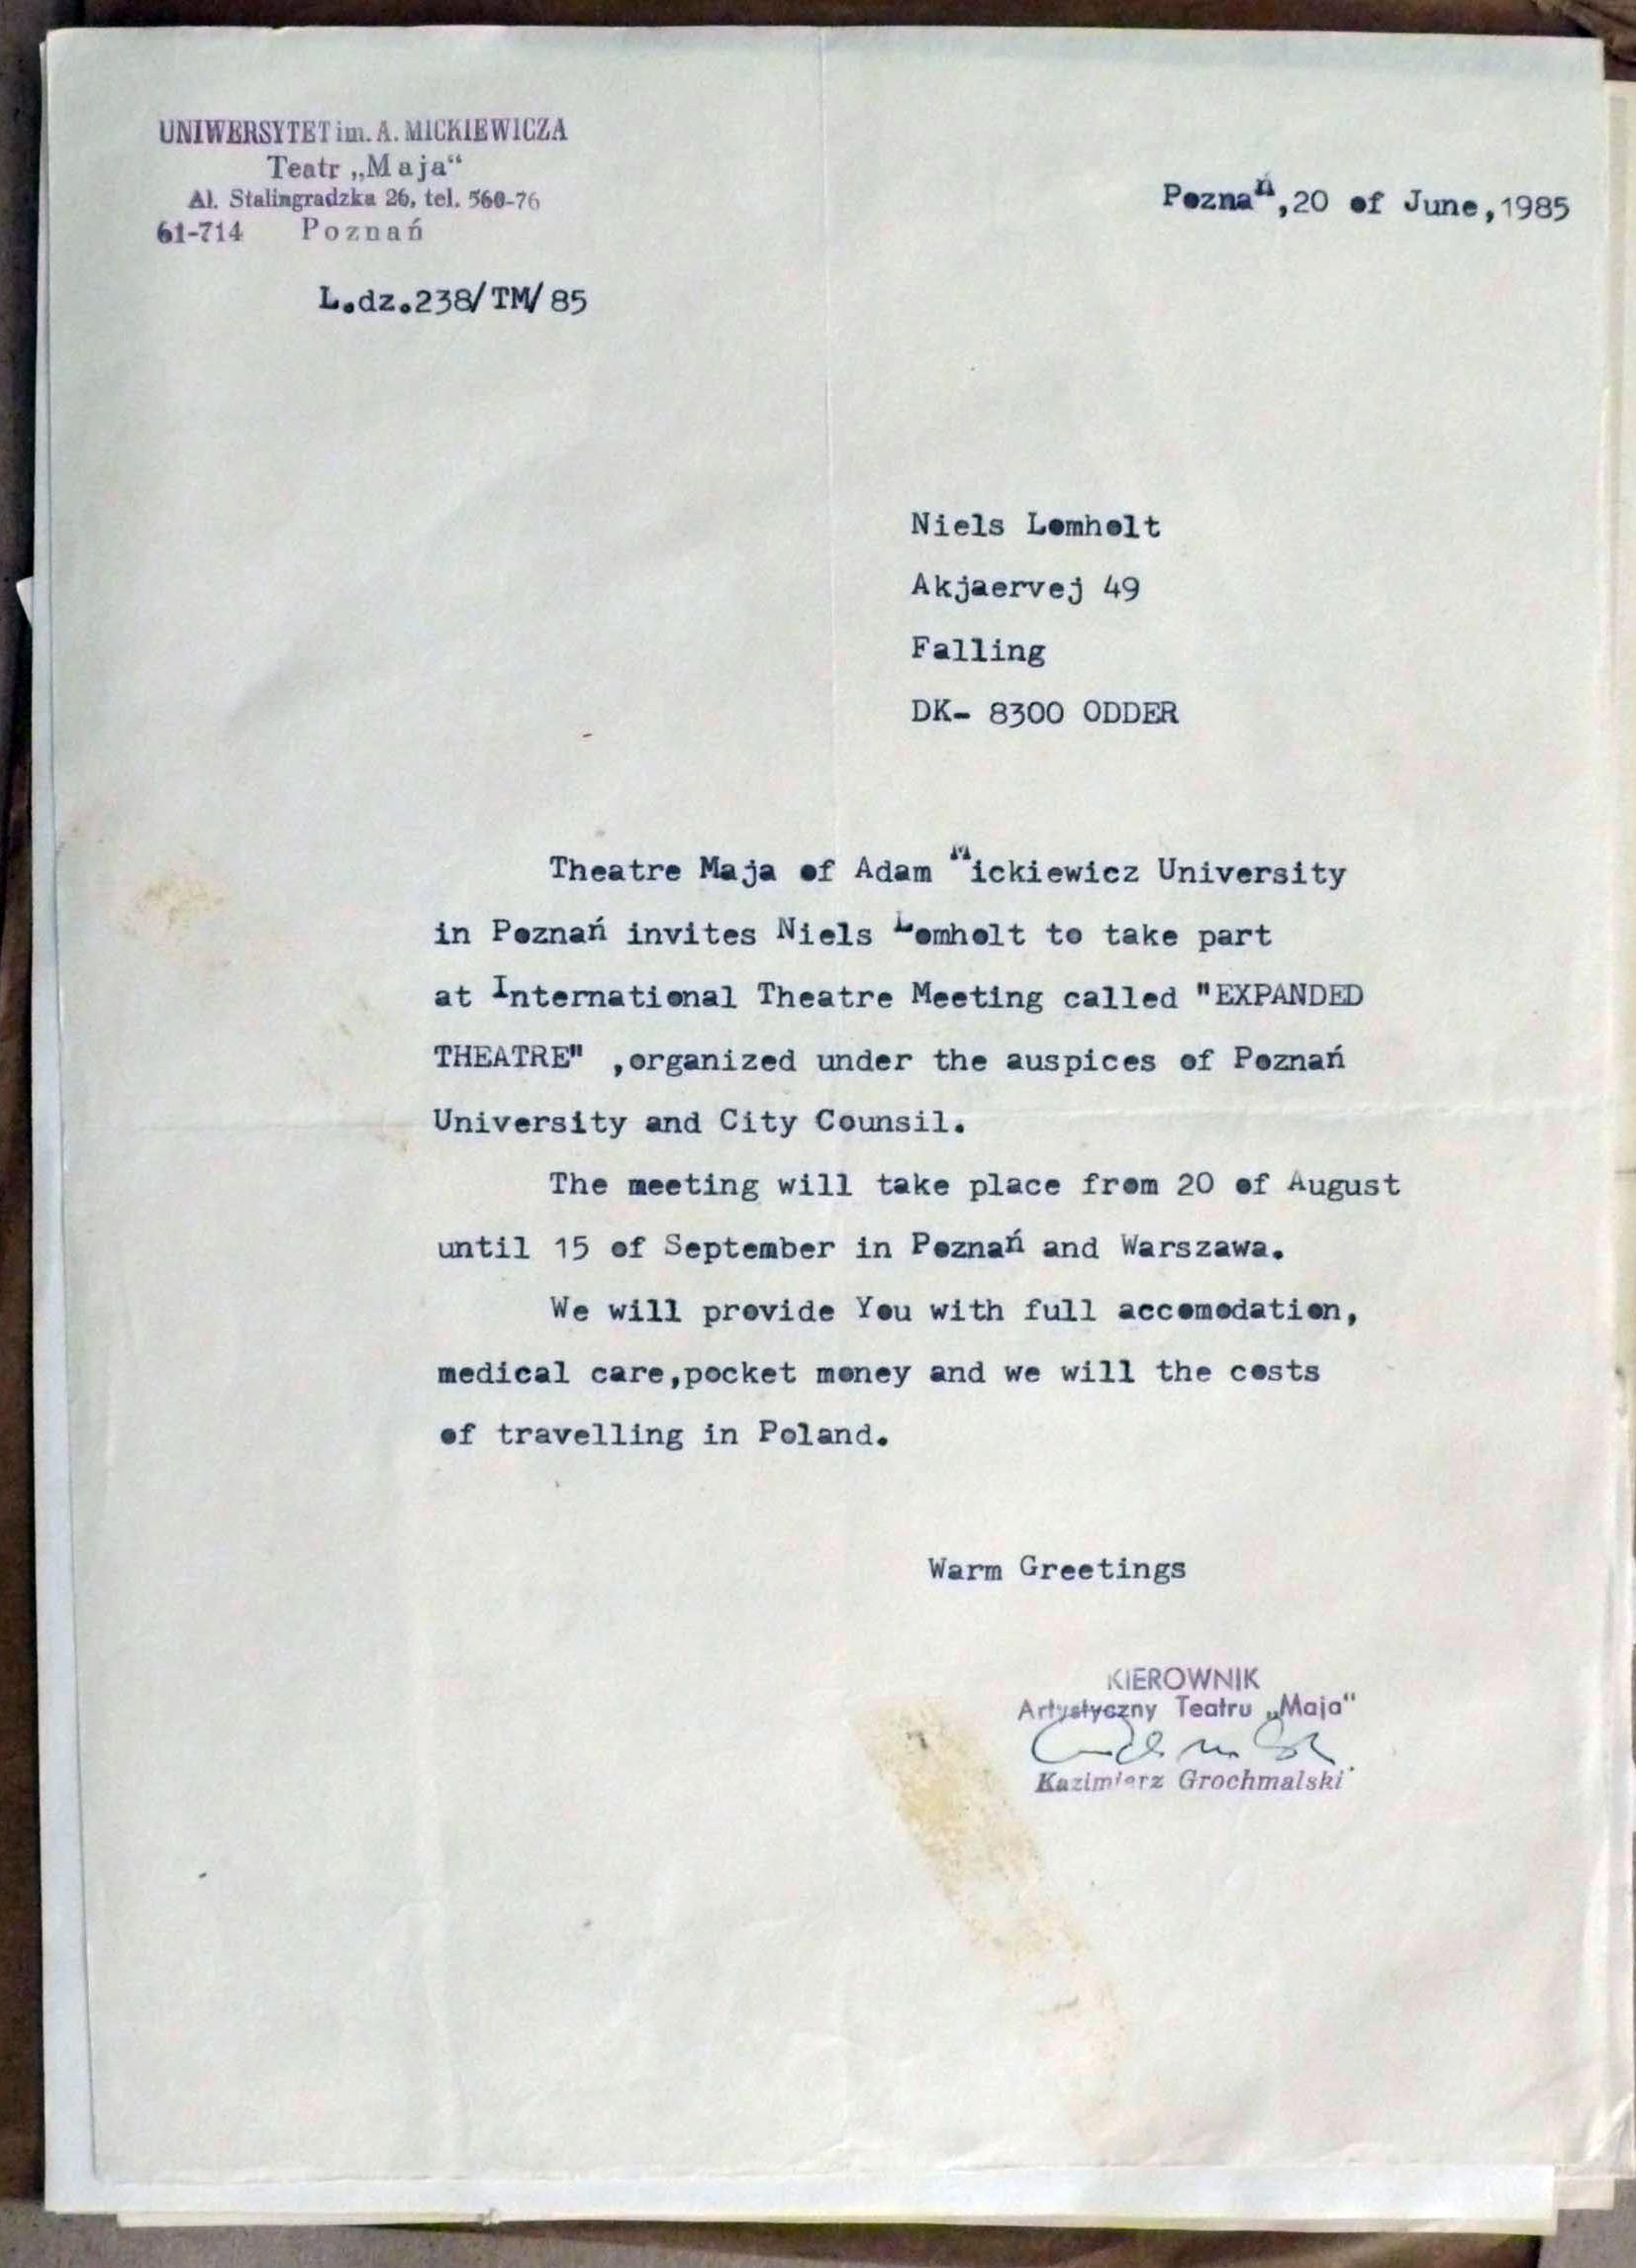 UNIWERSYTET im. A. MICKIEWICZA
Teatr „Maja“
Al. Stalingradzka 26, tel. 560-76
61-714 Poznań
Poznań,20 of June,1985
L.dz.238/TM/85
Niels Lomholt
Akjaervej 49
Falling
DK- 8300 ODDER
Theatre Maja of Adam Mickiewicz University
in Poznań invites Niels Lomholt to take part
at International Theatre Meeting called "EXPANDED
THEATRE" ,organized under the auspices of Poznań
University and City Counsil.
The meeting will take place from 20 of August
until 15 of September in Poznań and Warszawa.
We will provide You with full accomodation,
medical care,pocket money and we will the costs
of travelling in Poland.
Warm Greetings
KIEROWNIK
Artystyczny Teatru „Maja“
Kazimierz Grochmalski